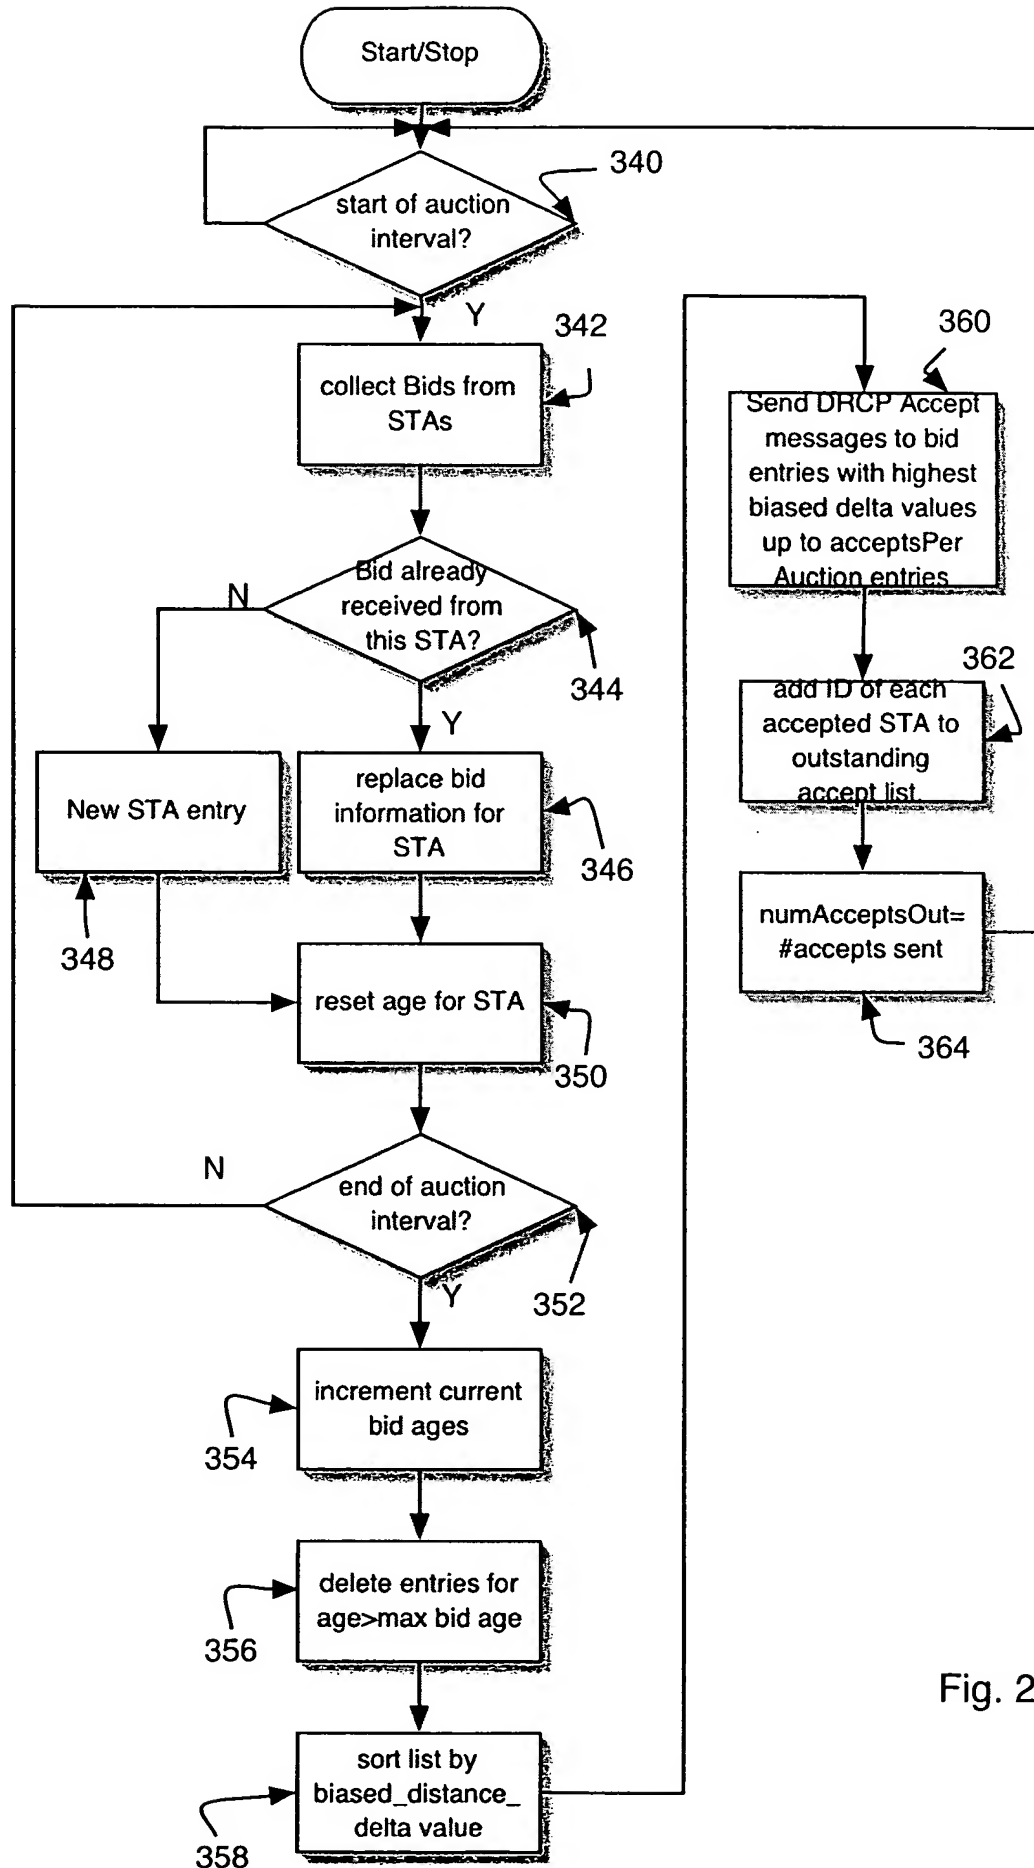 Start/Stop
340
start of auction
interval?
Y
342
collect Bids from
STAs
Bid already
received from
this STA?
N
344
Y
New STA entry
348
replace bid
information for
STA
346
reset age for STA
350
end of auction
interval?
N
352
Y
increment current
bid ages
354
delete entries for
age>max bid age
356
sort list by
biased_distance_
delta value
358
360
Send DRCP Accept
messages to bid
entries with highest
biased delta values
up to acceptsPer
Auction entries
362
add ID of each
accepted STA to
outstanding
accept list.
numAcceptsOut=
#accepts sent
364
Fig. 2